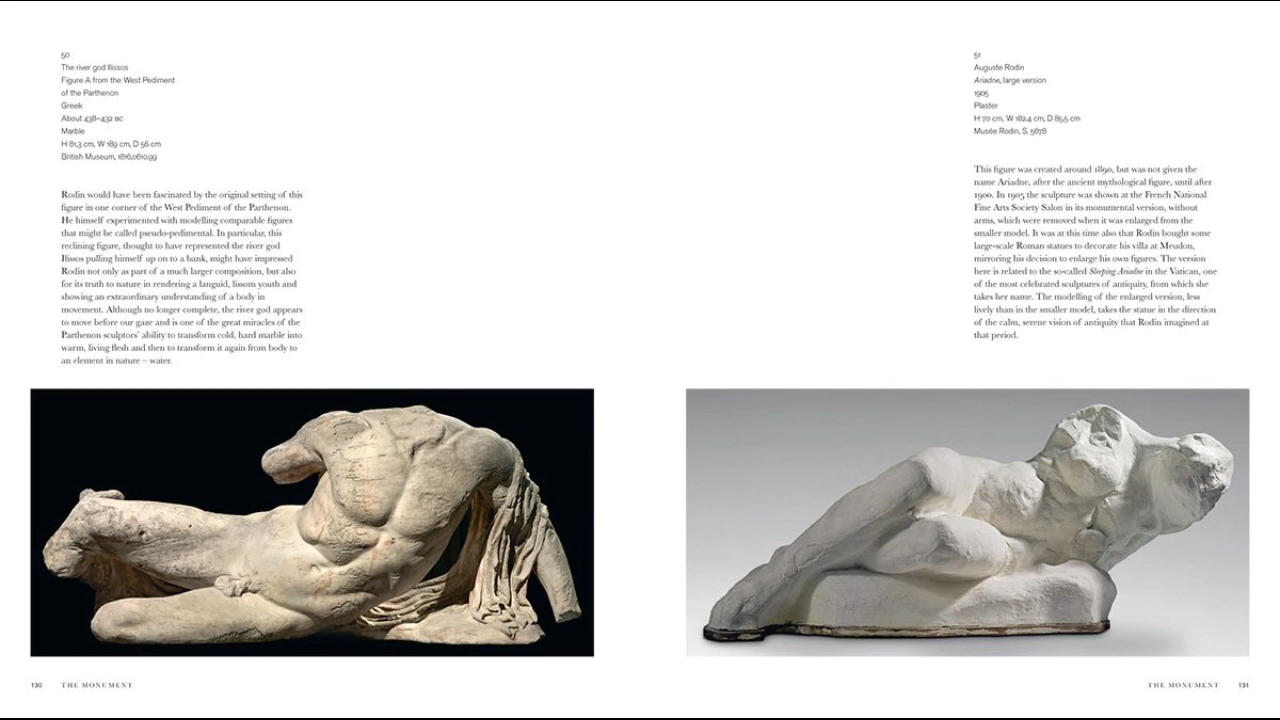 50
The river god Ilissos
Figure A from the West Pediment
of the Parthenon
Greek
About 438–432 BC
Marble
H 81.3 cm, W 189 cm, D 56 cm
British Museum, 1816,0610.99
Rodin would have been fascinated by the original setting of this
figure in one corner of the West Pediment of the Parthenon.
He himself experimented with modelling comparable figures
that might be called pseudo-pedimental. In particular, this
reclining figure, thought to have represented the river god
Ilissos pulling himself up on to a bank, might have impressed
Rodin not only as part of a much larger composition, but also
for its truth to nature in rendering a languid, lissom youth and
showing an extraordinary understanding of a body in
movement. Although no longer complete, the river god appears
to move before our gaze and is one of the great miracles of the
Parthenon sculptors' ability to transform cold, hard marble into
warm, living flesh and then to transform it again from body to
an element in nature – water.
130 THE MONUMENT
51
Auguste Rodin
Ariadne, large version
1905
Plaster
H 70 cm, W 182.4 cm, D 85.5 cm
Musée Rodin, S. 5678
This figure was created around 1890, but was not given the
name Ariadne, after the ancient mythological figure, until after
1900. In 1905 the sculpture was shown at the French National
Fine Arts Society Salon in its monumental version, without
arms, which were removed when it was enlarged from the
smaller model. It was at this time also that Rodin bought some
large-scale Roman statues to decorate his villa at Meudon,
mirroring his decision to enlarge his own figures. The version
here is related to the so-called Sleeping Ariadne in the Vatican, one
of the most celebrated sculptures of antiquity, from which she
takes her name. The modelling of the enlarged version, less
lively than in the smaller model, takes the statue in the direction
of the calm, serene vision of antiquity that Rodin imagined at
that period.
THE MONUMENT 131